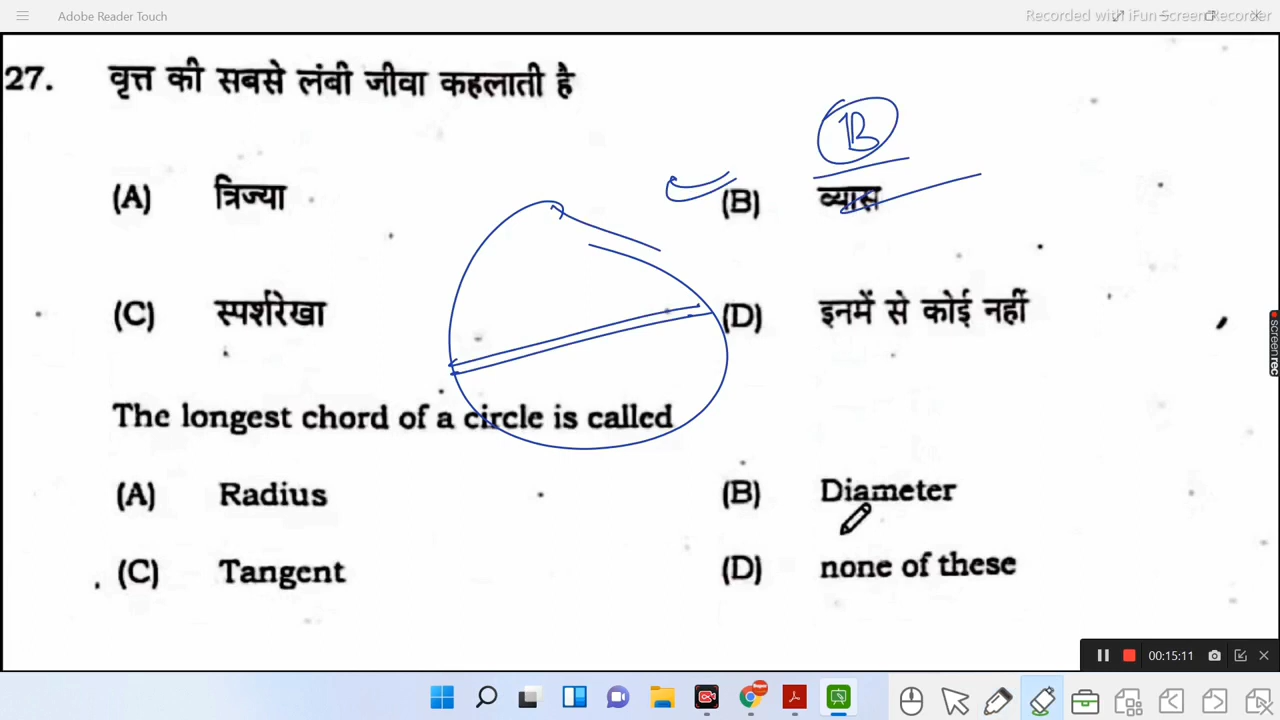 Adobe Reader Touch
Recorded with iFun Screen Recorder
27. वृत्त की सबसे लंबी जीवा कहलाती है
B
(A) त्रिज्या (B) व्यास
(C) स्पर्शरेखा (D) इनमें से कोई नहीं
The longest chord of a circle is called
(A) Radius (B) Diameter
(C) Tangent (D) none of these
screenrec
00:15:11